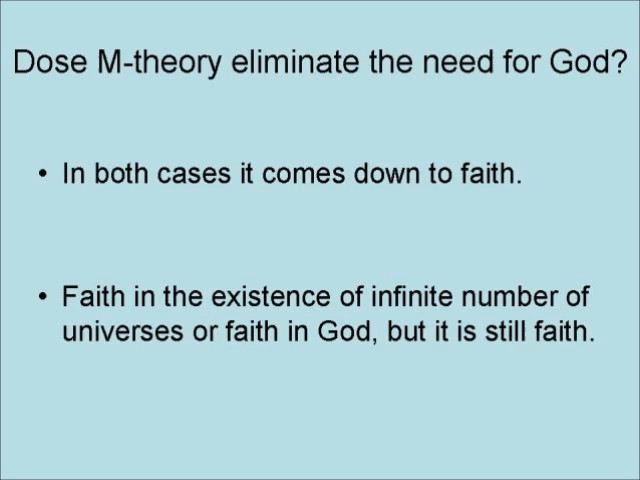 Dose M-theory eliminate the need for God?
• In both cases it comes down to faith.
• Faith in the existence of infinite number of
universes or faith in God, but it is still faith.